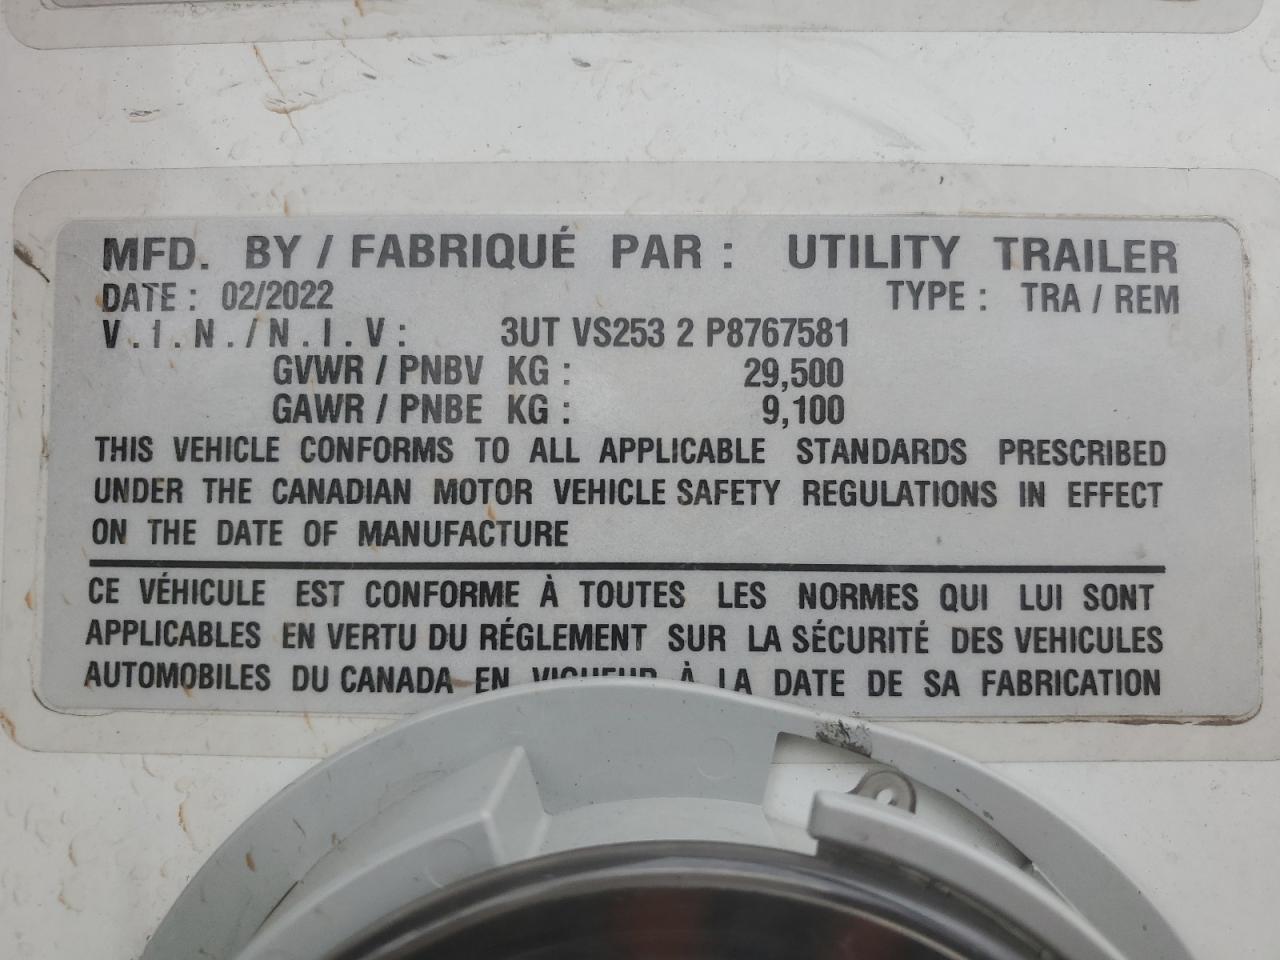 MFD. BY / FABRIQUÉ PAR : UTILITY TRAILER
DATE : 02/2022 TYPE : TRA / REM
V.I.N./N.I.V: 3UT VS253 2 P8767581
GVWR / PNBV KG : 29,500
GAWR / PNBE KG : 9,100
THIS VEHICLE CONFORMS TO ALL APPLICABLE STANDARDS PRESCRIBED
UNDER THE CANADIAN MOTOR VEHICLE SAFETY REGULATIONS IN EFFECT
ON THE DATE OF MANUFACTURE
CE VÉHICULE EST CONFORME À TOUTES LES NORMES QUI LUI SONT
APPLICABLES EN VERTU DU RÉGLEMENT SUR LA SÉCURITÉ DES VEHICULES
AUTOMOBILES DU CANADA EN VIGUEUR À LA DATE DE SA FABRICATION